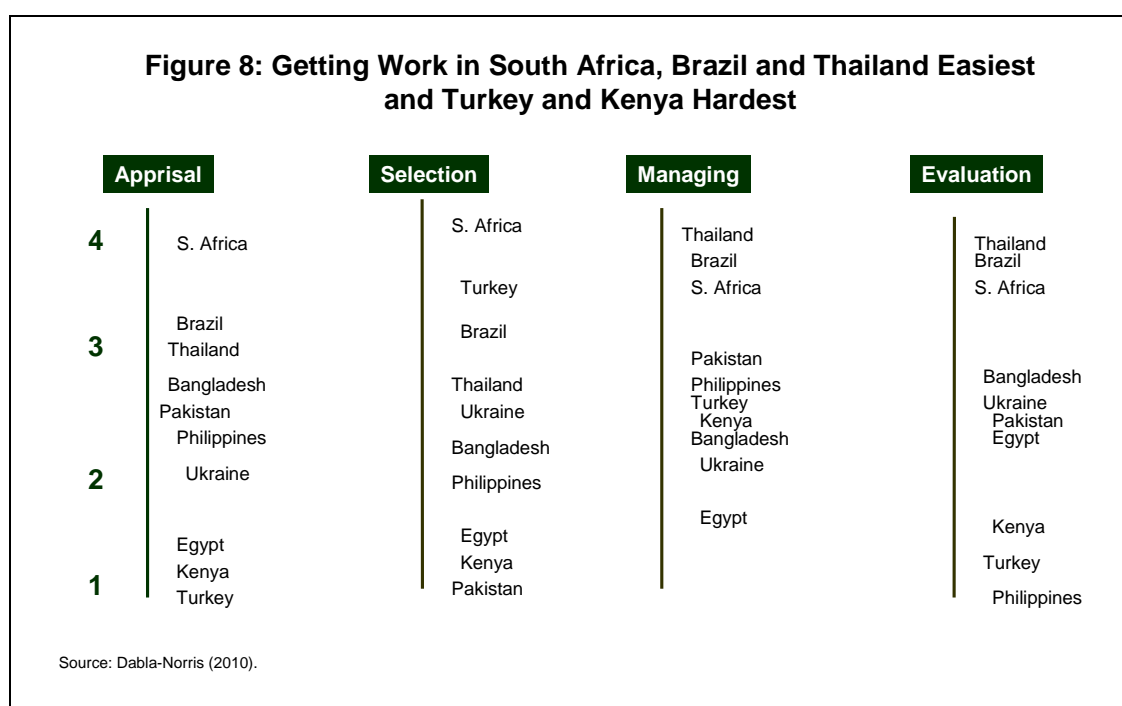 Figure 8: Getting Work in South Africa, Brazil and Thailand Easiest
and Turkey and Kenya Hardest
Apprisal
4
S. Africa
Brazil
3
Thailand
Bangladesh
Pakistan
Philippines
2
Ukraine
Egypt
Kenya
1
Turkey
Selection
S. Africa
Turkey
Brazil
Thailand
Ukraine
Bangladesh
Philippines
Egypt
Kenya
Pakistan
Managing
Thailand
Brazil
S. Africa
Pakistan
Philippines
Turkey
Kenya
Bangladesh
Ukraine
Egypt
Evaluation
Thailand
Brazil
S. Africa
Bangladesh
Ukraine
Pakistan
Egypt
Kenya
Turkey
Philippines
Source: Dabla-Norris (2010).